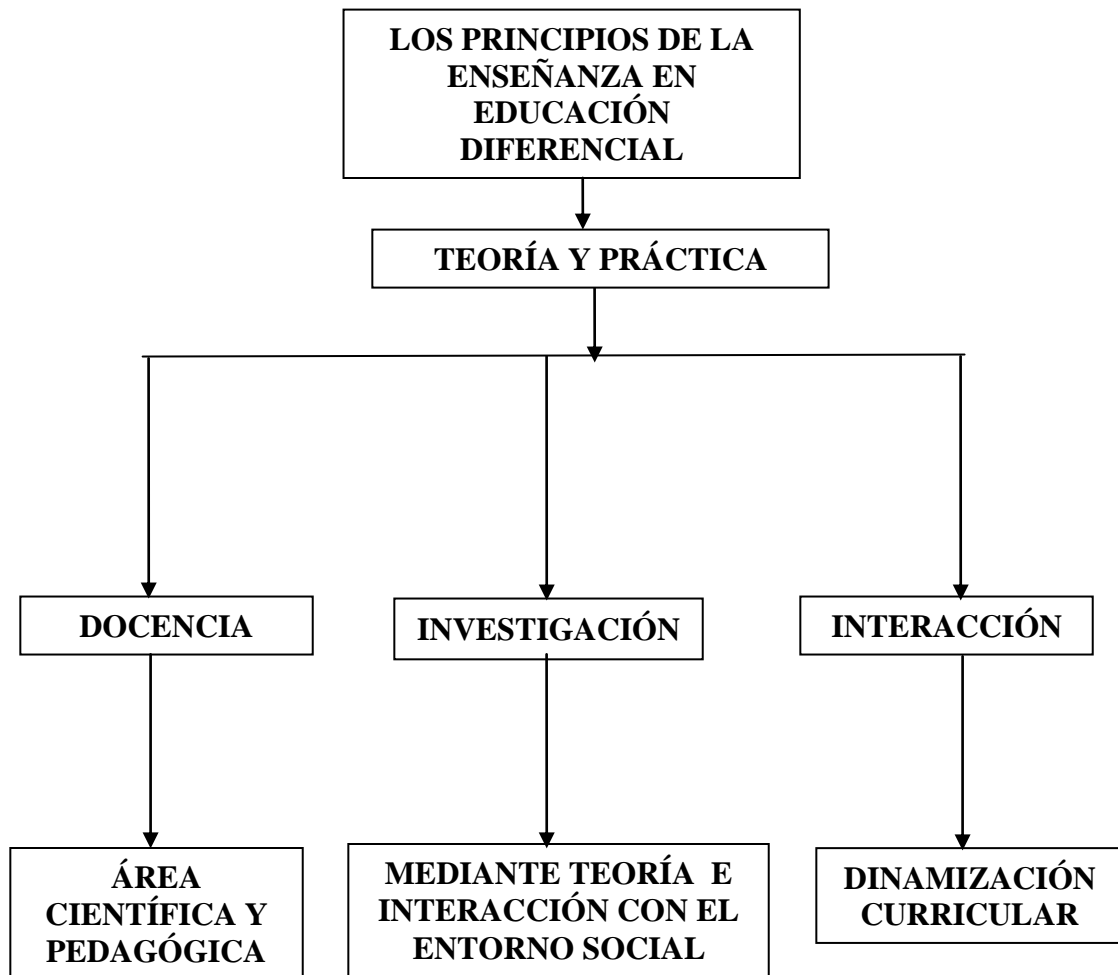 LOS PRINCIPIOS DE LA
ENSEÑANZA EN
EDUCACIÓN
DIFERENCIAL
TEORÍA Y PRÁCTICA
DOCENCIA
INVESTIGACIÓN
INTERACCIÓN
ÁREA
CIENTÍFICA Y
PEDAGÓGICA
MEDIANTE TEORÍA E
INTERACCIÓN CON EL
ENTORNO SOCIAL
DINAMIZACIÓN
CURRICULAR